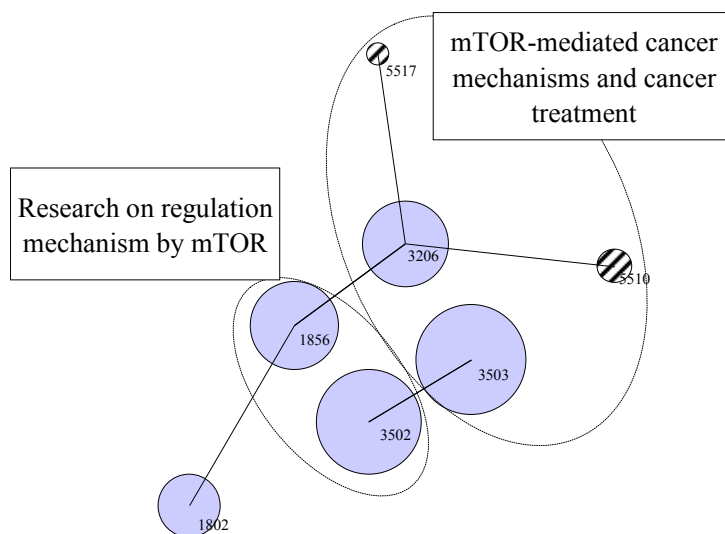 mTOR-mediated cancer
mechanisms and cancer
treatment
5517
Research on regulation
mechanism by mTOR
3206
5510
1856
3503
3502
1802